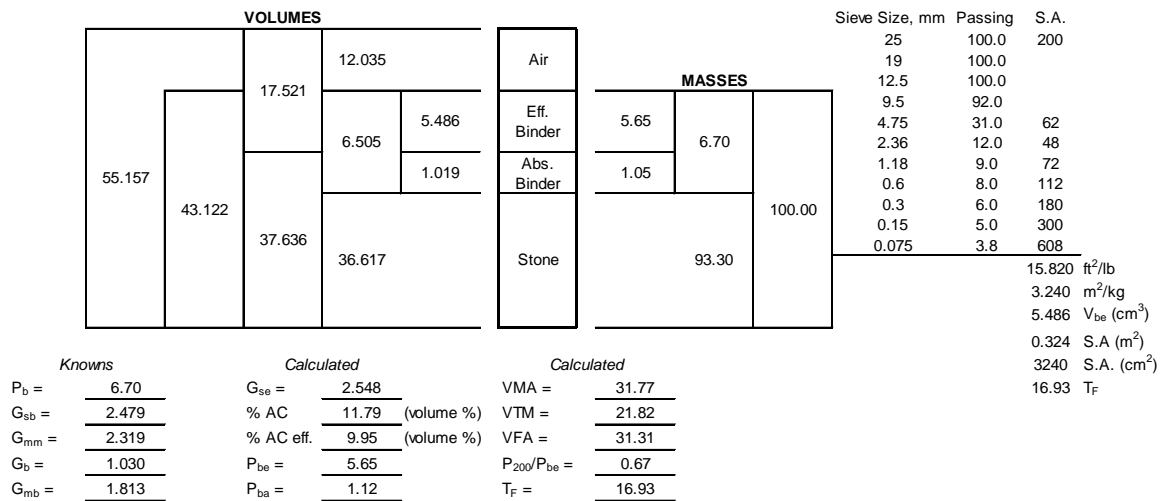 VOLUMES
Sieve Size, mm Passing S.A.
25 100.0 200
12.035 Air 19 100.0
MASSES 12.5 100.0
17.521 9.5 92.0
5.486 Eff. Binder 5.65 4.75 31.0 62
6.505 6.70 2.36 12.0 48
1.019 Abs. Binder 1.05 1.18 9.0 72
55.157 0.6 8.0 112
43.122 100.00 0.3 6.0 180
37.636 0.15 5.0 300
36.617 Stone 93.30 0.075 3.8 608
15.820 ft²/lb
3.240 m²/kg
5.486 V_be (cm³)
0.324 S.A (m²)
Knowns Calculated Calculated 3240 S.A. (cm²)
P_b = 6.70 G_se = 2.548 VMA = 31.77 16.93 T_F
G_sb = 2.479 % AC 11.79 (volume %) VTM = 21.82
G_mm = 2.319 % AC eff. 9.95 (volume %) VFA = 31.31
G_b = 1.030 P_be = 5.65 P_200/P_be = 0.67
G_mb = 1.813 P_ba = 1.12 T_F = 16.93